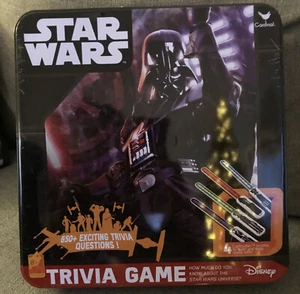 STAR
WARS
Cardinal.
850+ EXCITING TRIVIA
QUESTIONS!
TRIVIA GAME
HOW MUCH DO YOU
KNOW ABOUT THE
STAR WARS UNIVERSE?
Disney